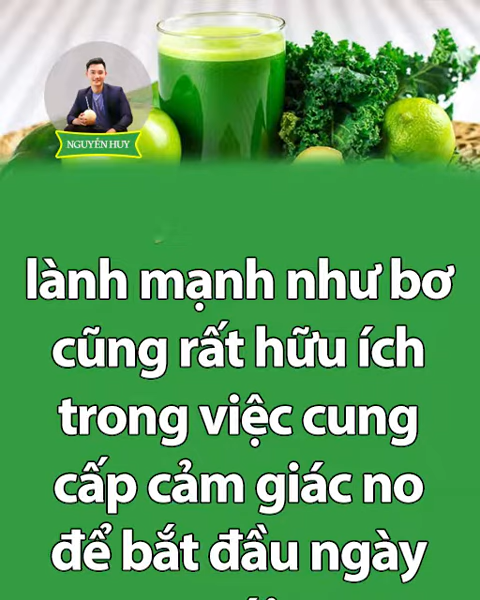 NGUYỄN HUY
lành mạnh như bơ
cũng rất hữu ích
trong việc cung
cấp cảm giác no
để bắt đầu ngày